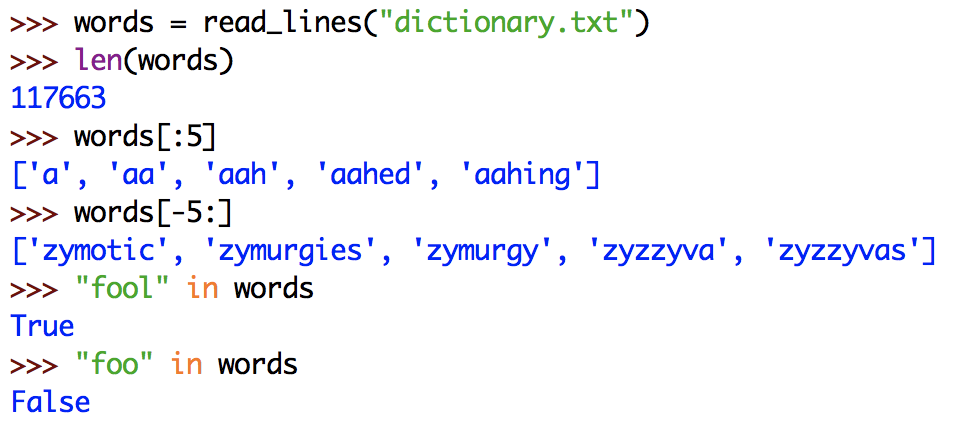 >>> words = read_lines("dictionary.txt")
>>> len(words)
117663
>>> words[:5]
['a', 'aa', 'aah', 'aahed', 'aahing']
>>> words[-5:]
['zymotic', 'zymurgies', 'zymurgy', 'zyzzyva', 'zyzzyvas']
>>> "fool" in words
True
>>> "foo" in words
False